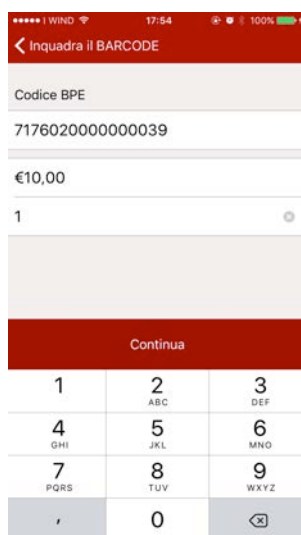 I WIND 17:54 100%
Inquadra il BARCODE
Codice BPE
7176020000000039
€10,00
1
Continua
1 2 3
ABC DEF
4 5 6
GHI JKL MNO
7 8 9
PQRS TUV WXYZ
, 0